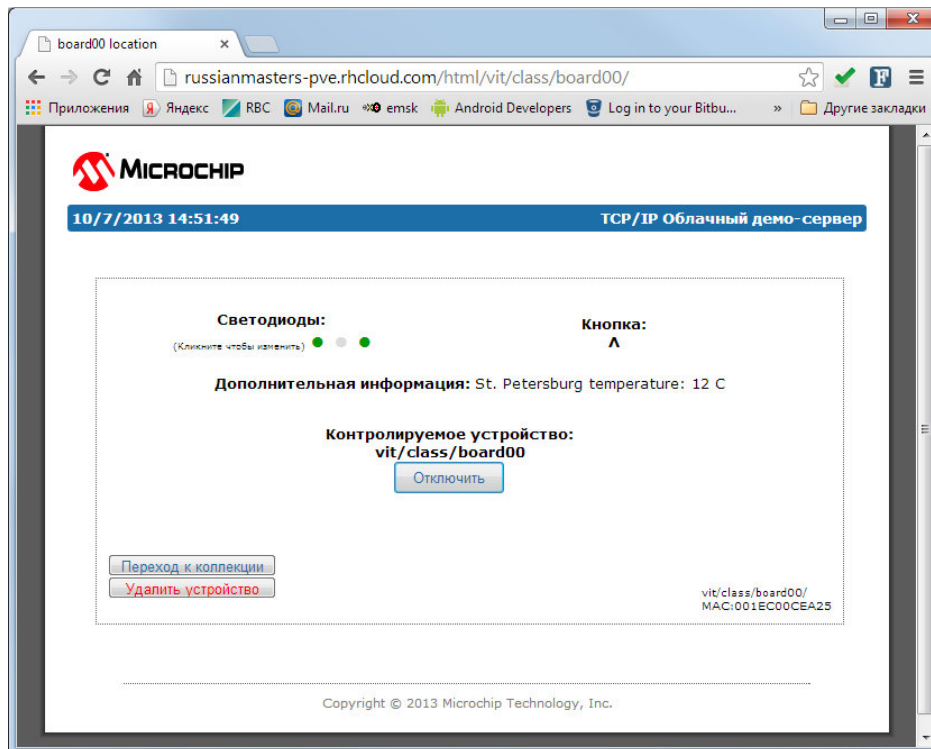 board00 location
russianmasters-pve.rhcloud.com/html/vit/class/board00/
Приложения Яндекс RBC Mail.ru emsk Android Developers Log in to your Bitbu... » Другие закладки
MICROCHIP
10/7/2013 14:51:49 TCP/IP Облачный демо-сервер
Светодиоды: Кнопка:
(Кликните чтобы изменить) Λ
Дополнительная информация: St. Petersburg temperature: 12 C
Контролируемое устройство:
vit/class/board00
Отключить
Переход к коллекции
Удалить устройство
vit/class/board00/
MAC:001EC00CEA25
Copyright © 2013 Microchip Technology, Inc.